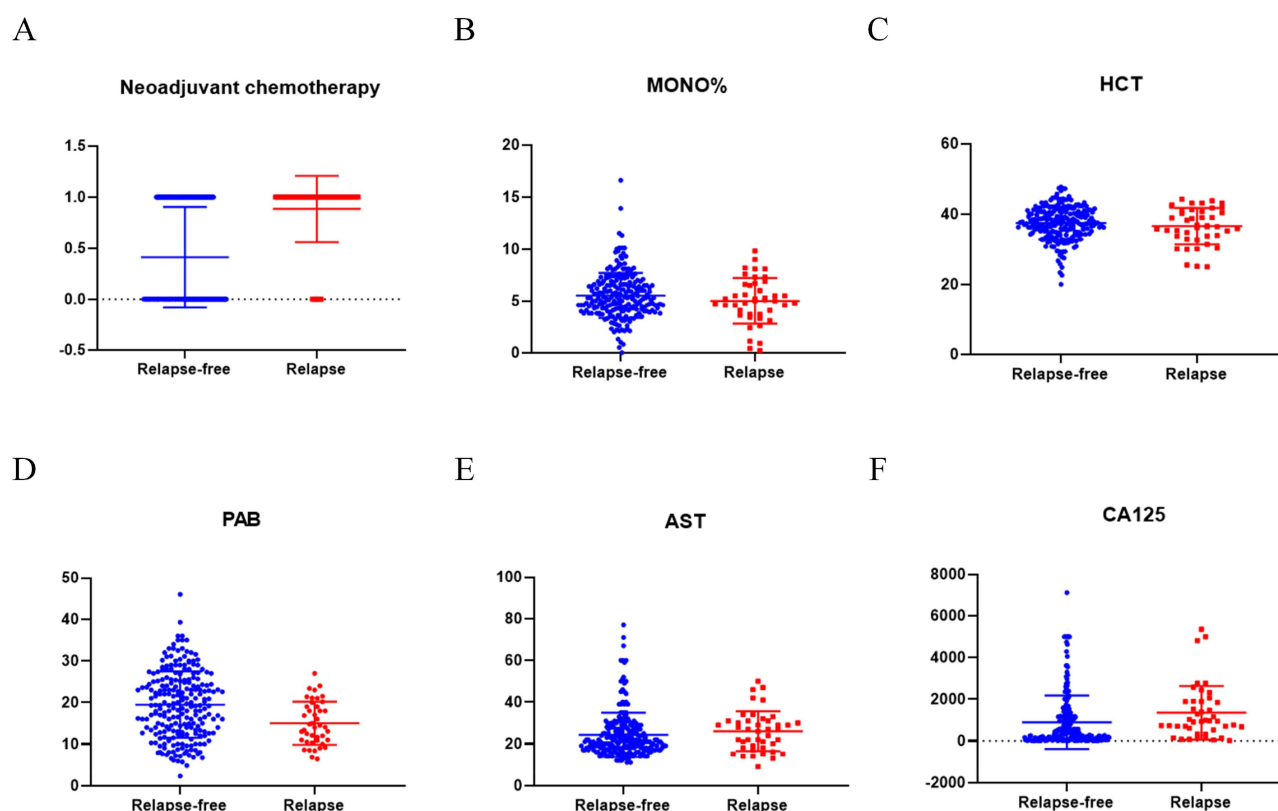 A
B
C
Neoadjuvant chemotherapy
MONO%
HCT
1.5
1.0
0.5
0.0
-0.5
Relapse-free Relapse
20
15
10
5
0
Relapse-free Relapse
60
40
20
0
Relapse-free Relapse
D
E
F
PAB
AST
CA125
50
40
30
20
10
0
Relapse-free Relapse
100
80
60
40
20
0
Relapse-free Relapse
8000
6000
4000
2000
0
-2000
Relapse-free Relapse